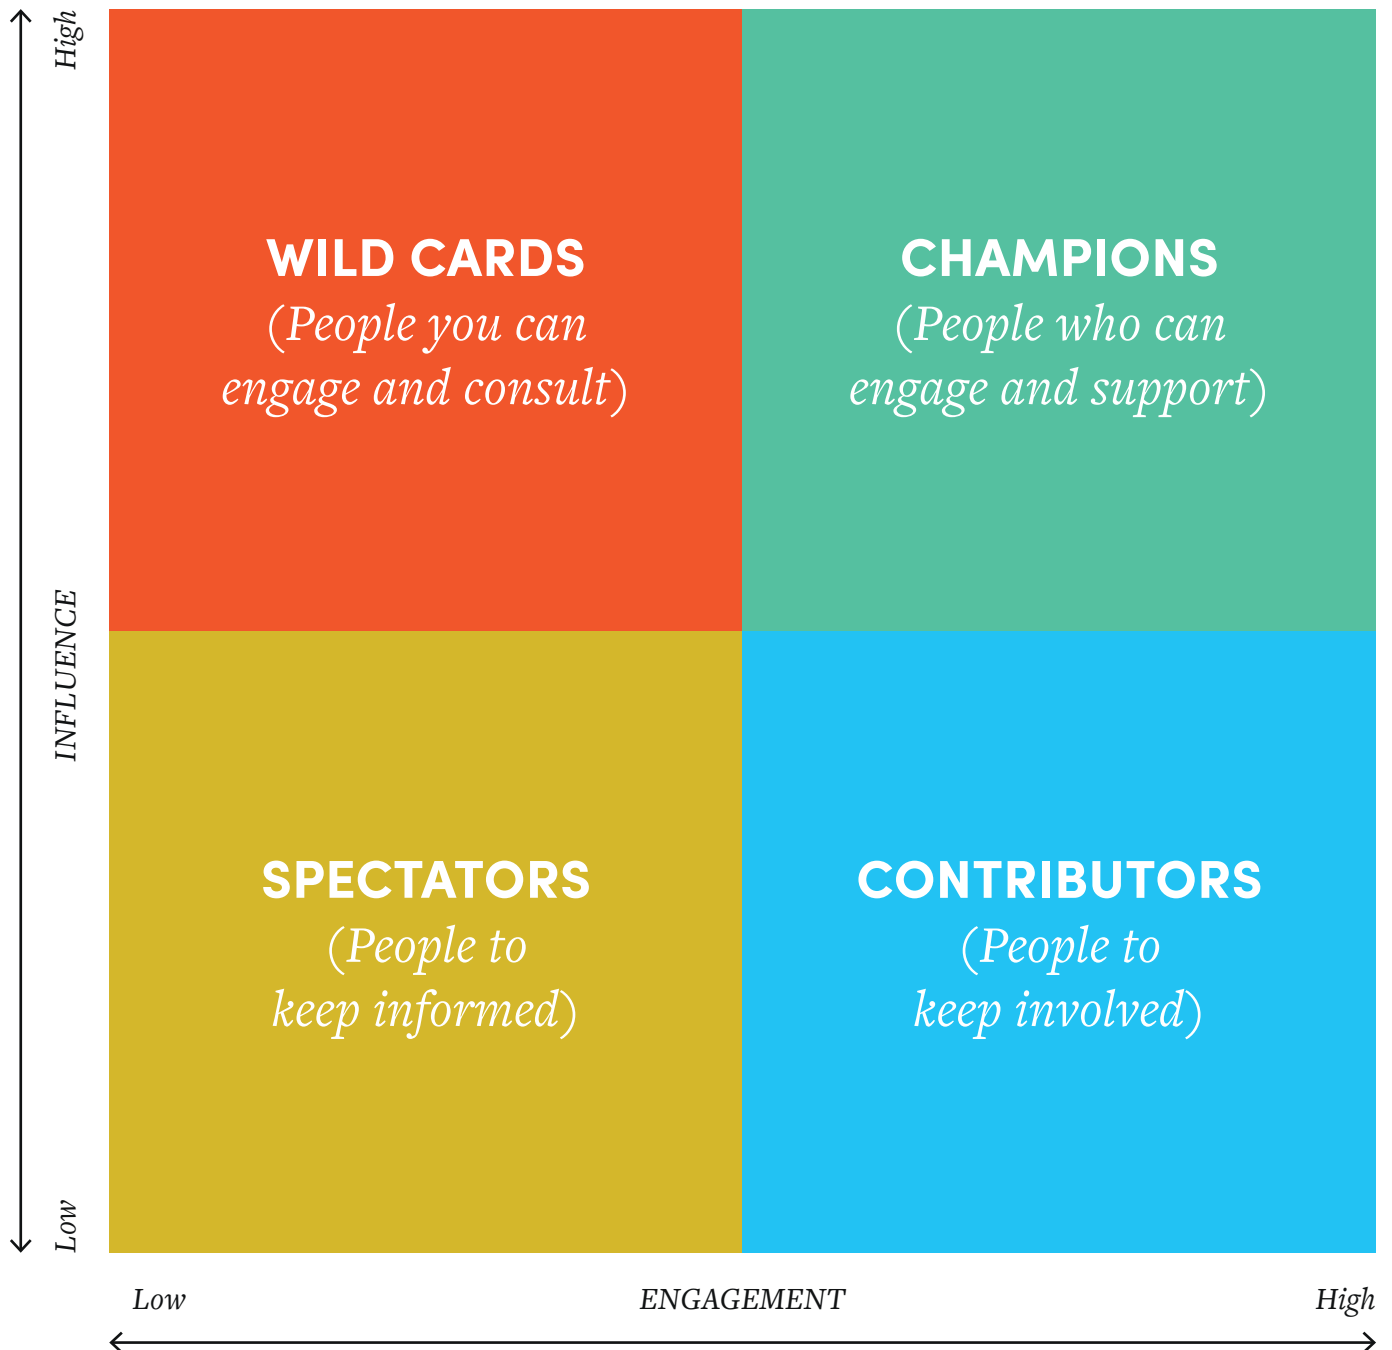 High
WILD CARDS
(People you can
engage and consult)
CHAMPIONS
(People who can
engage and support)
INFLUENCE
SPECTATORS
(People to
keep informed)
CONTRIBUTORS
(People to
keep involved)
Low
Low
ENGAGEMENT
High